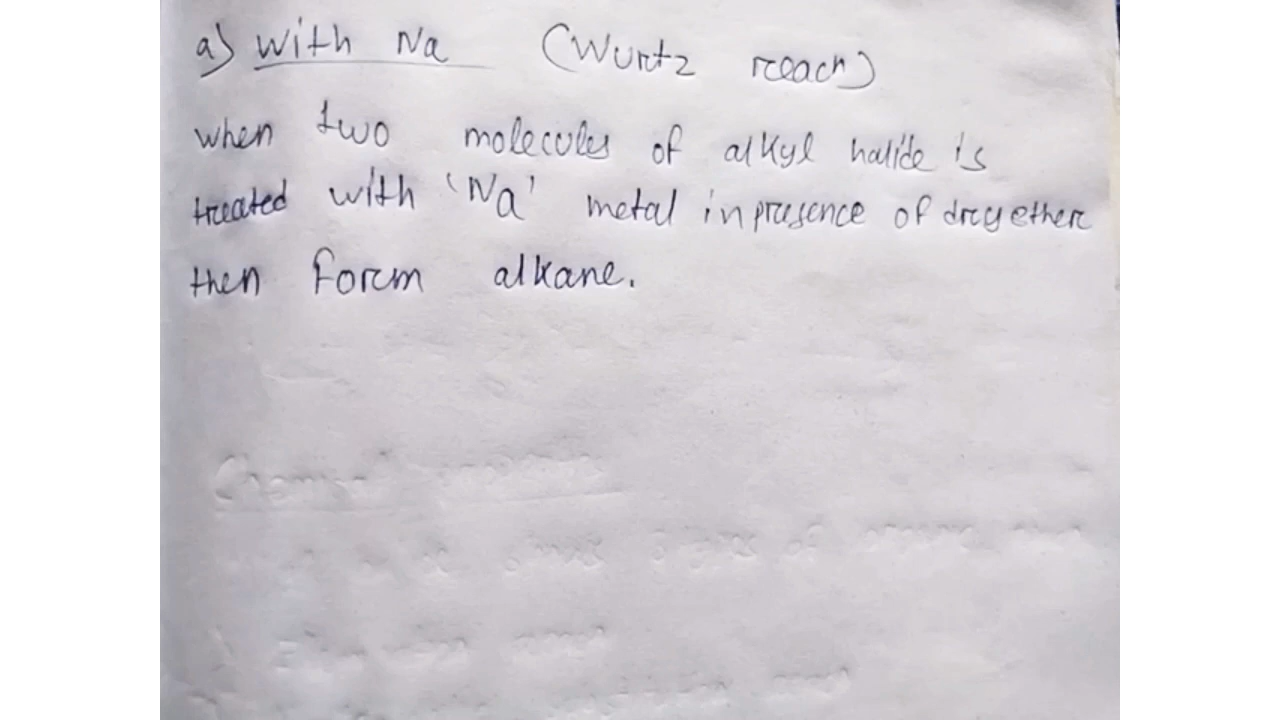 a) with Na (Wurtz reacn)
when two molecules of alkyl halide is
treated with 'Na' metal in presence of dry ether
then form alkane.